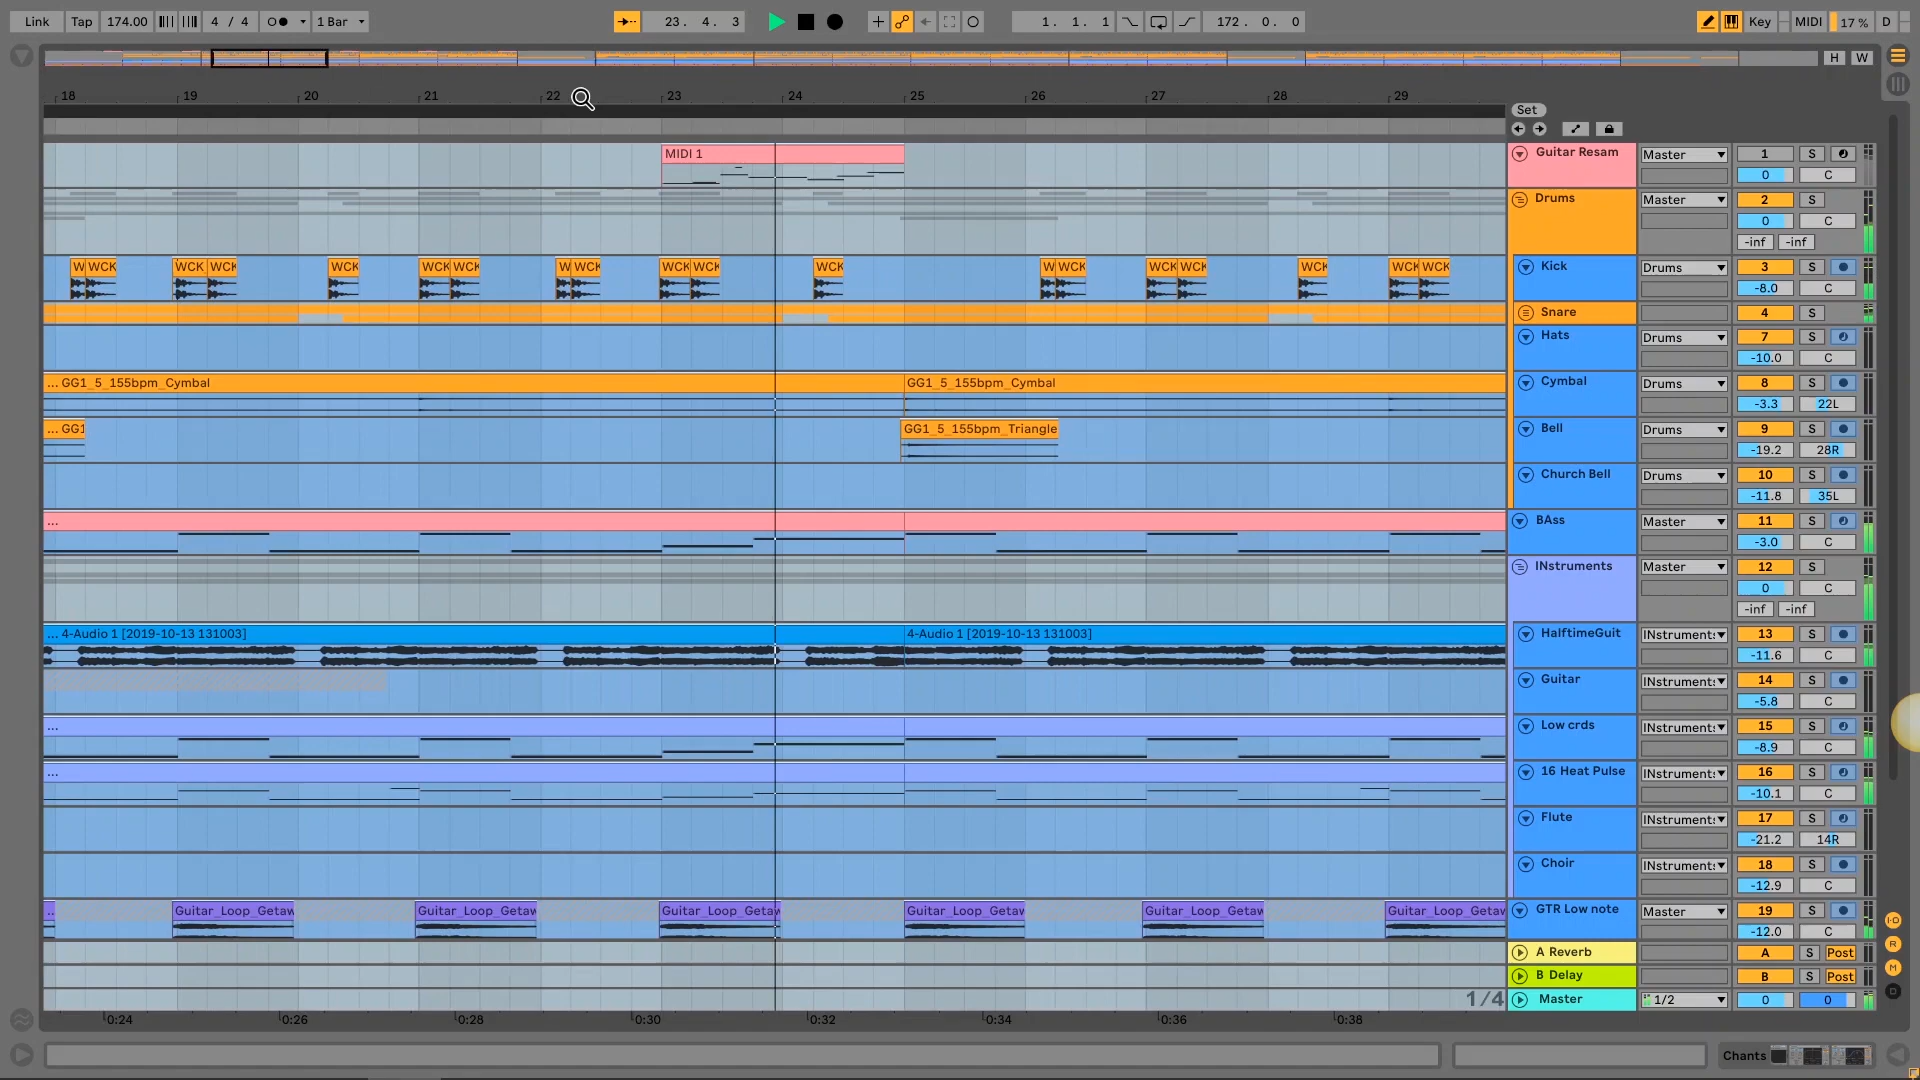 Link Tap 174.00 4 / 4 1 Bar 23. 4. 3 1. 1. 1 172. 0. 0 Key MIDI 17 % D
H W
18 19 20 21 22 23 24 25 26 27 28 29
Set
MIDI 1 Guitar Resam Master 1 S
0 C
Drums Master 2 S
0 C
-inf -inf
W WCK WCK WCK WCK WCK WCK W WCK WCK WCK WCK W WCK WCK WCK WCK WCK WCK Kick Drums 3 S
-8.0 C
Snare 4 S
Hats Drums 7 S
-10.0 C
... GG1_5_155bpm_Cymbal GG1_5_155bpm_Cymbal Cymbal Drums 8 S
-3.3 22L
... GG1 GG1_5_155bpm_Triangle Bell Drums 9 S
-19.2 28R
Church Bell Drums 10 S
-11.8 35L
... BAss Master 11 S
-3.0 C
INstruments Master 12 S
0 C
-inf -inf
... 4-Audio 1 [2019-10-13 131003] 4-Audio 1 [2019-10-13 131003] HalftimeGuit INstrument: 13 S
-11.6 C
Guitar INstrument: 14 S
-5.8 C
... Low crds INstrument: 15 S
-8.9 C
... 16 Heat Pulse INstrument: 16 S
-10.1 C
Flute INstrument: 17 S
-21.2 14R
Choir INstrument: 18 S
-12.9 C
... Guitar_Loop_Getaw Guitar_Loop_Getaw Guitar_Loop_Getaw Guitar_Loop_Getaw Guitar_Loop_Getaw Guitar_Loop_Getaw GTR Low note Master 19 S
-12.0 C
I·O
A Reverb A S Post
R
B Delay B S Post
M
1/4 Master 1/2 0 0
D
0:24 0:26 0:28 0:30 0:32 0:34 0:36 0:38
Chants